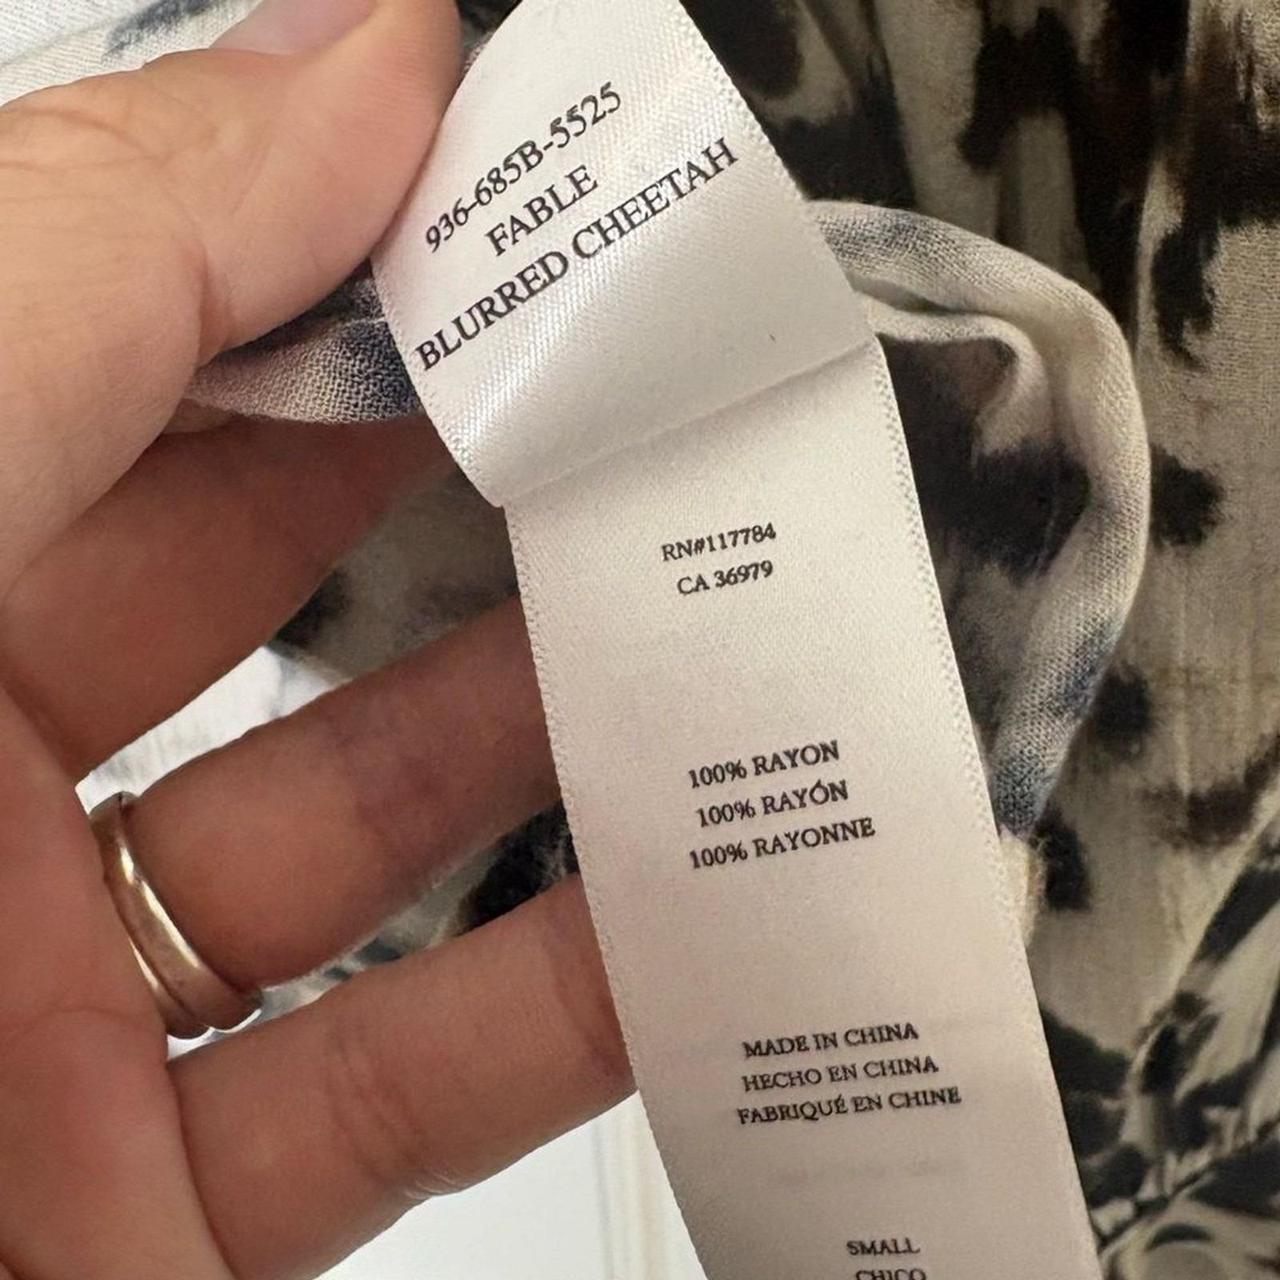 936-685B-5525
FABLE
BLURRED CHEETAH
RN#117784
CA 36979
100% RAYON
100% RAYÓN
100% RAYONNE
MADE IN CHINA
HECHO EN CHINA
FABRIQUÉ EN CHINE
SMALL
CHICO